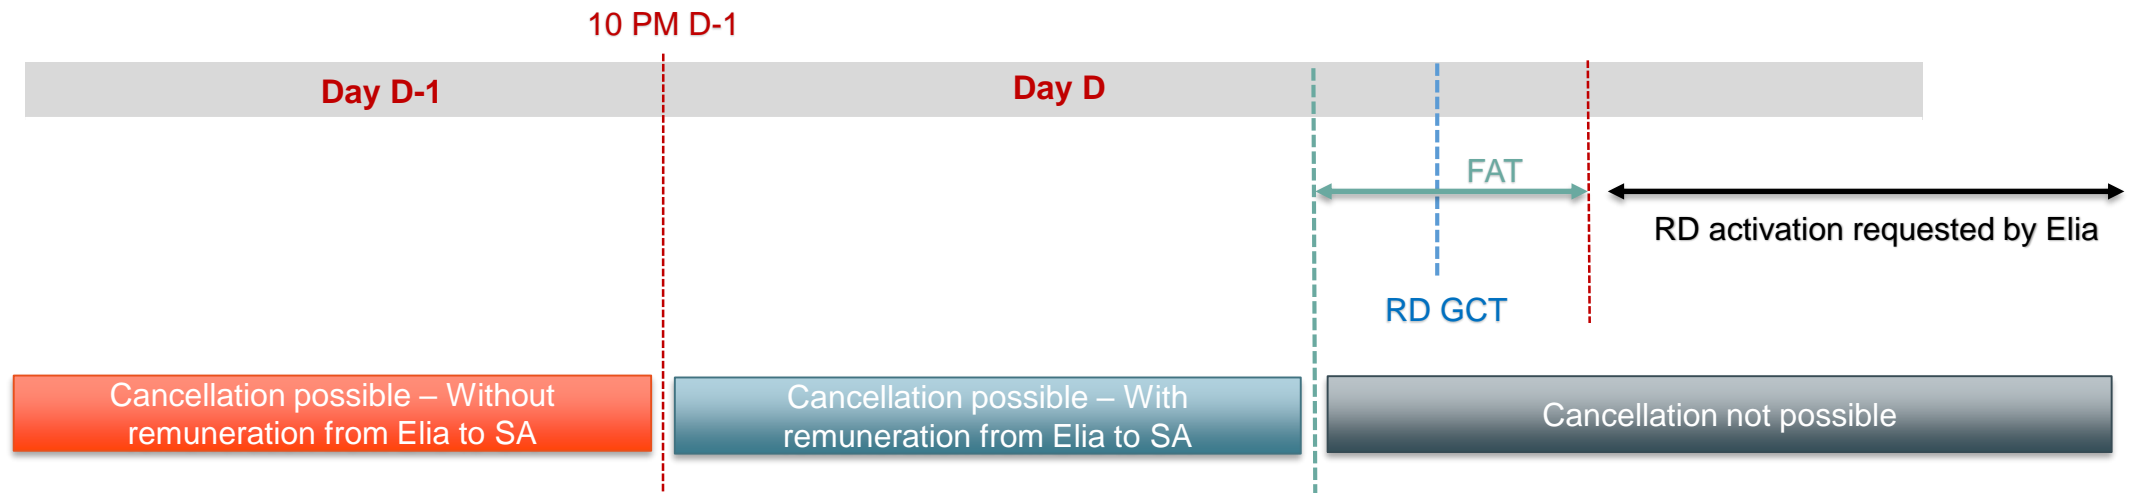 10 PM D-1
Day D-1
Day D
FAT
RD activation requested by Elia
RD GCT
Cancellation possible – Without
remuneration from Elia to SA
Cancellation possible – With
remuneration from Elia to SA
Cancellation not possible